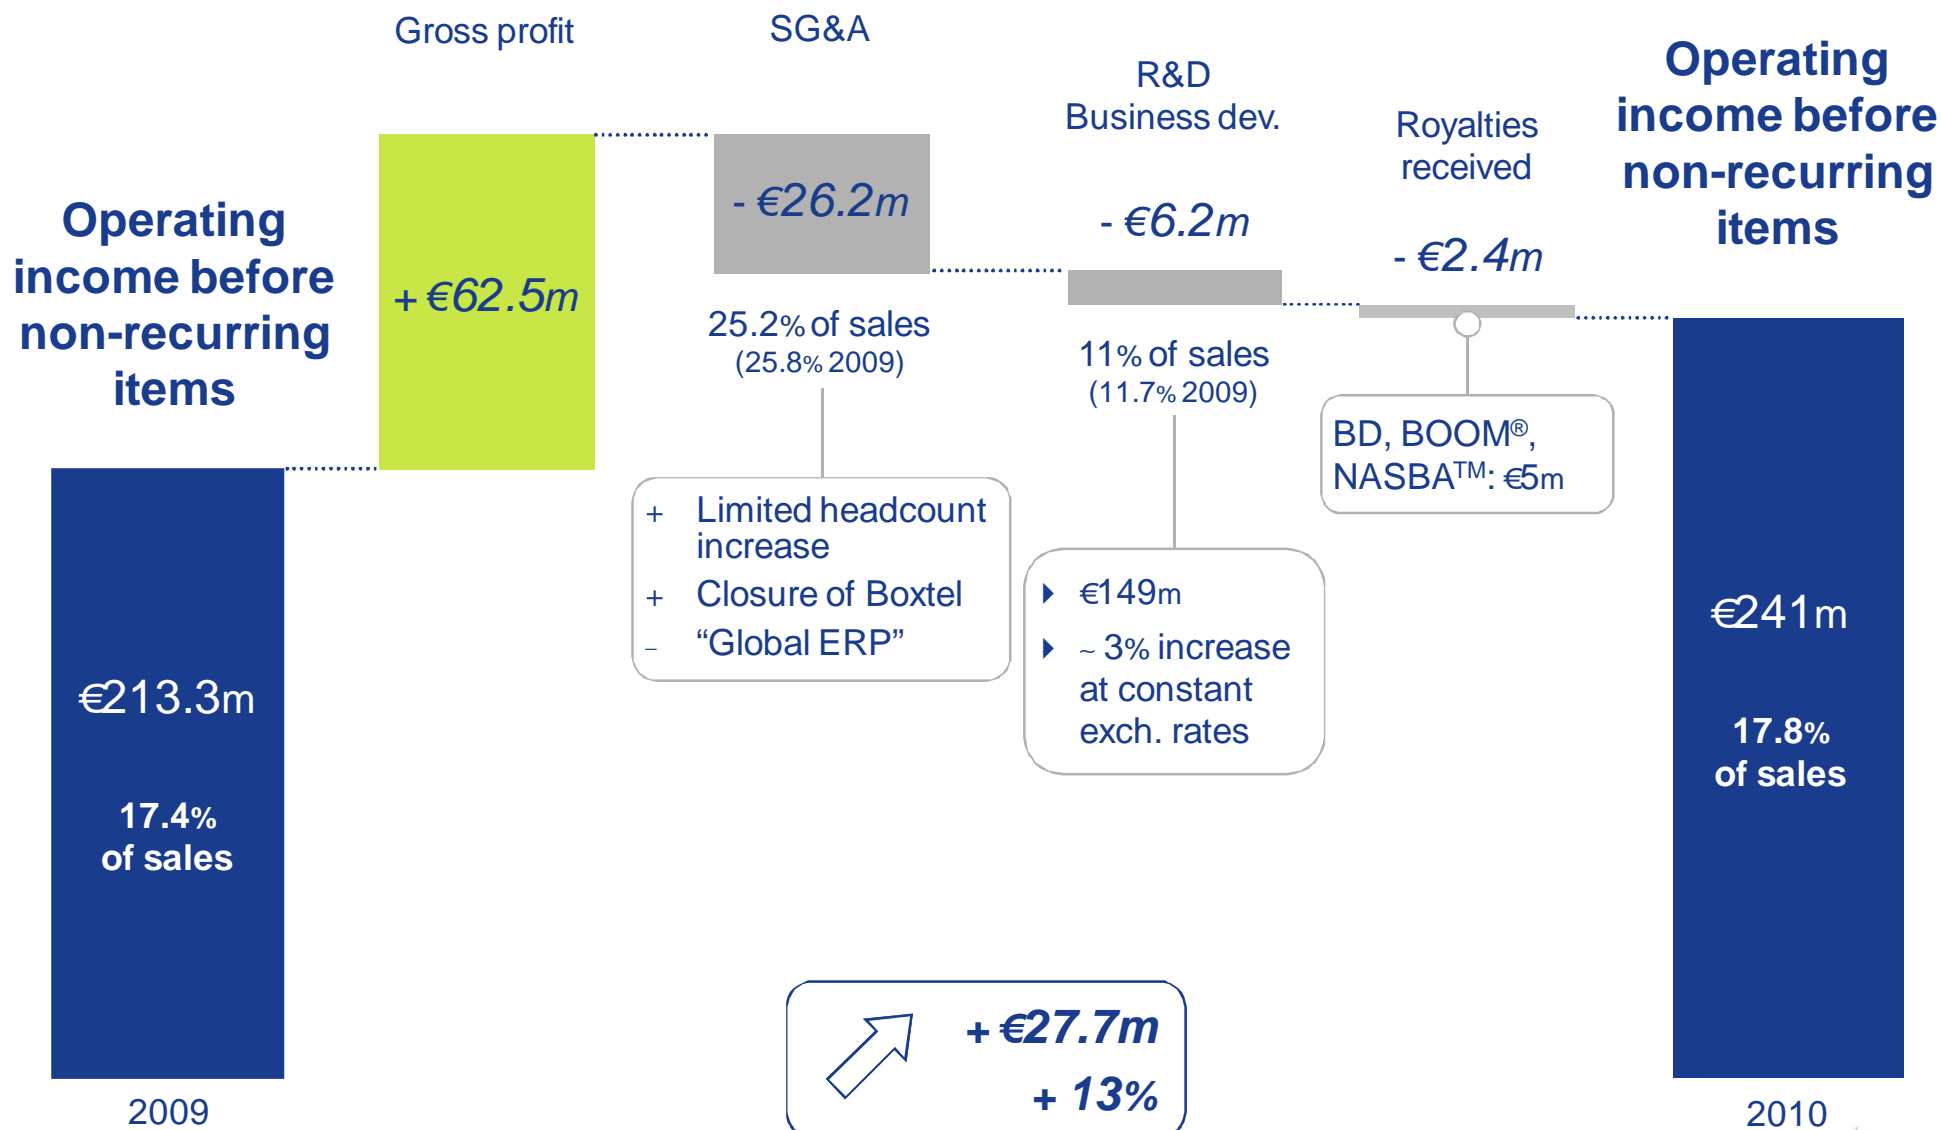 Gross profit
SG&A
R&D
Business dev.
Royalties
received
Operating
income before
non-recurring
items
Operating
income before
non-recurring
items
+ €62.5m
- €26.2m
- €6.2m
- €2.4m
25.2% of sales
(25.8% 2009)
11% of sales
(11.7% 2009)
BD, BOOM®,
NASBA™: €5m
+ Limited headcount
increase
+ Closure of Boxtel
– “Global ERP”
€149m
~ 3% increase
at constant
exch. rates
€213.3m
17.4%
of sales
€241m
17.8%
of sales
+ €27.7m
+ 13%
2009
2010